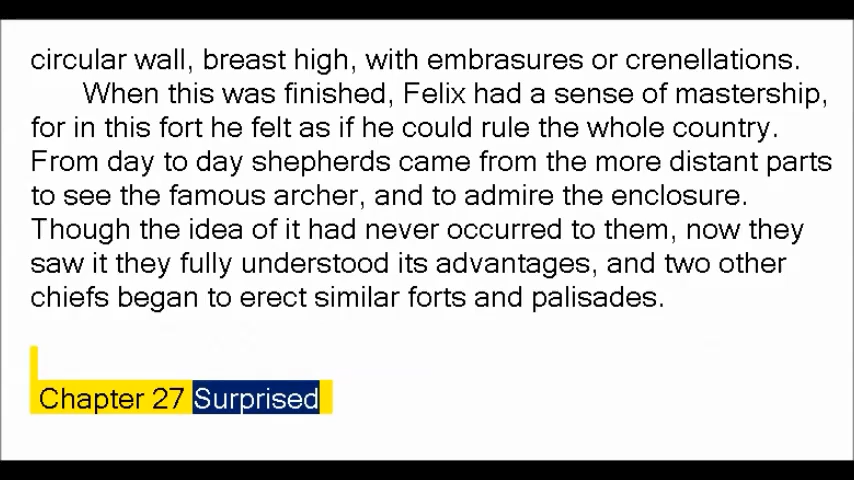 circular wall, breast high, with embrasures or crenellations.
When this was finished, Felix had a sense of mastership,
for in this fort he felt as if he could rule the whole country.
From day to day shepherds came from the more distant parts
to see the famous archer, and to admire the enclosure.
Though the idea of it had never occurred to them, now they
saw it they fully understood its advantages, and two other
chiefs began to erect similar forts and palisades.
Chapter 27 Surprised